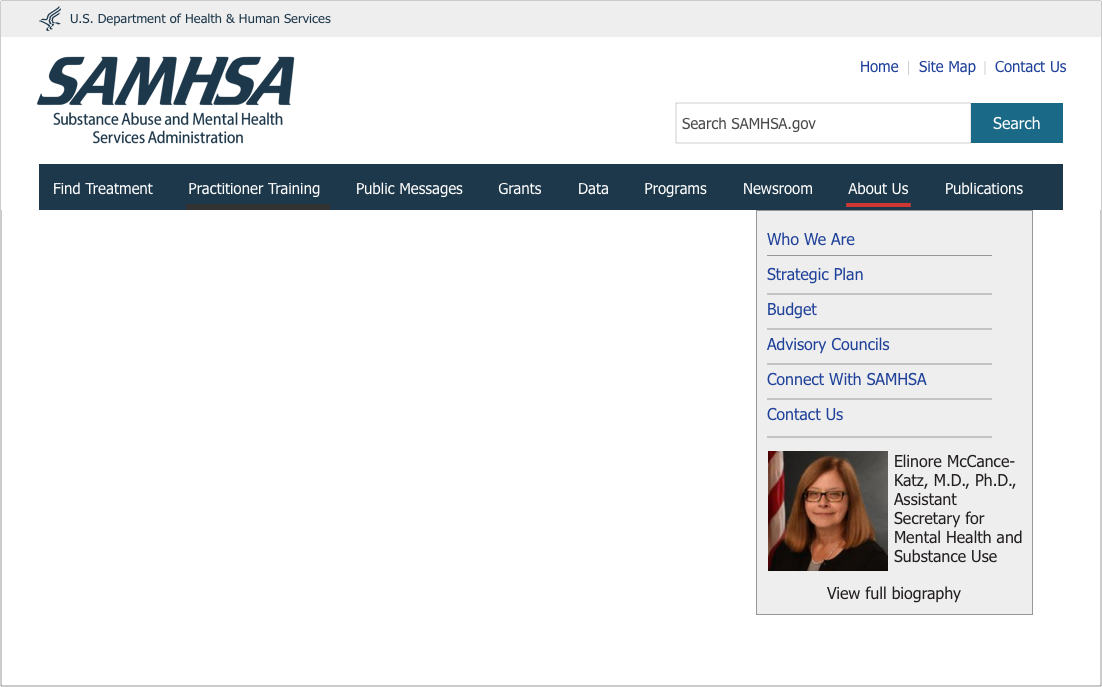 U.S. Department of Health & Human Services
SAMHSA
Substance Abuse and Mental Health
Services Administration
Home | Site Map | Contact Us
Search SAMHSA.gov
Search
Find Treatment Practitioner Training Public Messages Grants Data Programs Newsroom About Us Publications
Who We Are
Strategic Plan
Budget
Advisory Councils
Connect With SAMHSA
Contact Us
Elinore McCance-
Katz, M.D., Ph.D.,
Assistant
Secretary for
Mental Health and
Substance Use
View full biography